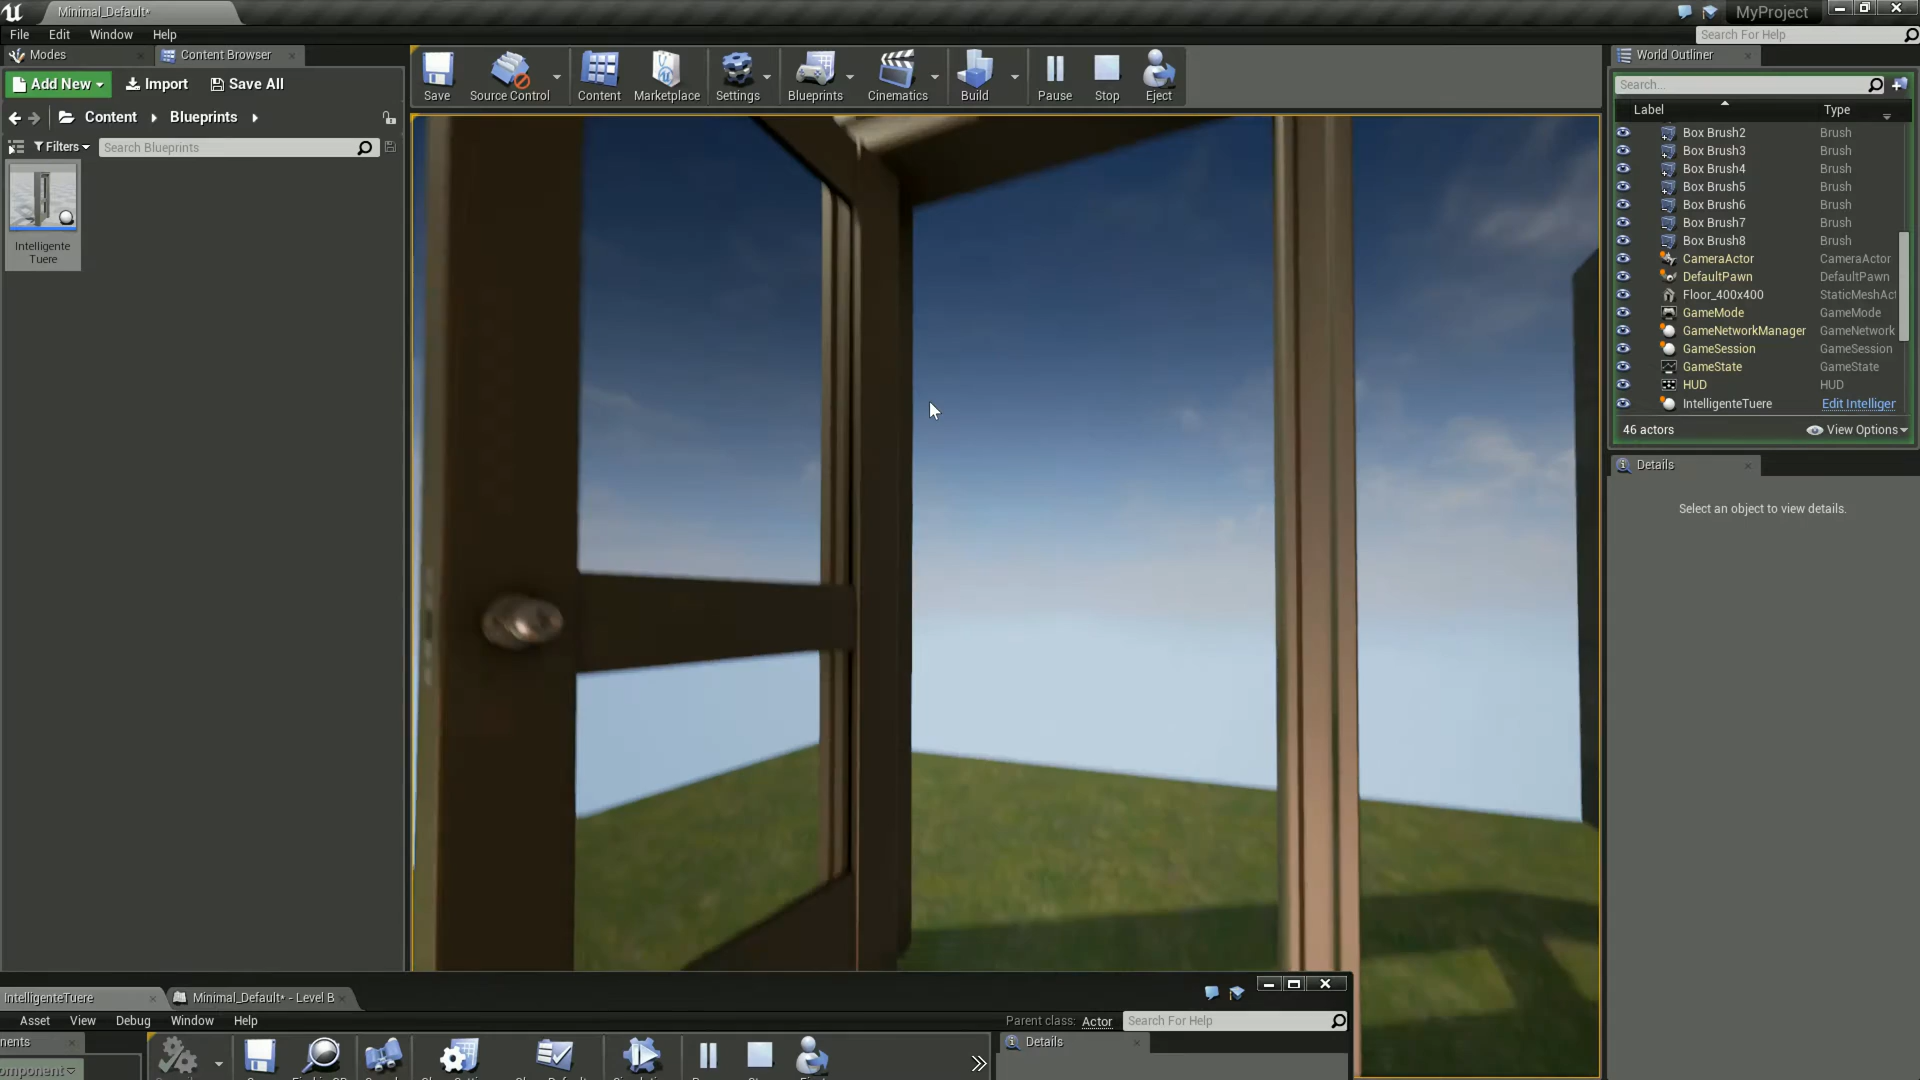 Minimal_Default*
MyProject
File Edit Window Help
Search For Help
Modes
Content Browser
Add New
Import
Save All
Content
Blueprints
Filters
Search Blueprints
Intelligente
Tuere
Save
Source Control
Content
Marketplace
Settings
Blueprints
Cinematics
Build
Pause
Stop
Eject
World Outliner
Search...
Label Type
Box Brush2 Brush
Box Brush3 Brush
Box Brush4 Brush
Box Brush5 Brush
Box Brush6 Brush
Box Brush7 Brush
Box Brush8 Brush
CameraActor CameraActor
DefaultPawn DefaultPawn
Floor_400x400 StaticMeshAct
GameMode GameMode
GameNetworkManager GameNetwork
GameSession GameSession
GameState GameState
HUD HUD
IntelligenteTuere Edit Intelliger
46 actors
View Options
Details
Select an object to view details.
IntelligenteTuere
Minimal_Default* - Level B
Asset View Debug Window Help
Parent class: Actor
Search For Help
nents
omponent
Details